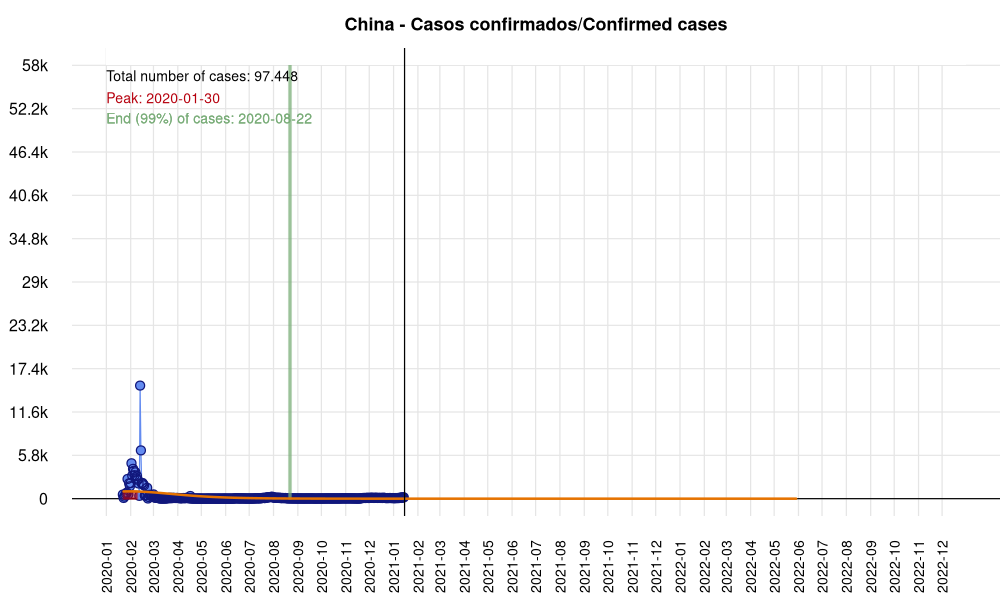 China - Casos confirmados/Confirmed cases
58k
Total number of cases: 97.448
Peak: 2020-01-30
End (99%) of cases: 2020-08-22
52.2k
46.4k
40.6k
34.8k
29k
23.2k
17.4k
11.6k
5.8k
0
2020-01
2020-02
2020-03
2020-04
2020-05
2020-06
2020-07
2020-08
2020-09
2020-10
2020-11
2020-12
2021-01
2021-02
2021-03
2021-04
2021-05
2021-06
2021-07
2021-08
2021-09
2021-10
2021-11
2021-12
2022-01
2022-02
2022-03
2022-04
2022-05
2022-06
2022-07
2022-08
2022-09
2022-10
2022-11
2022-12